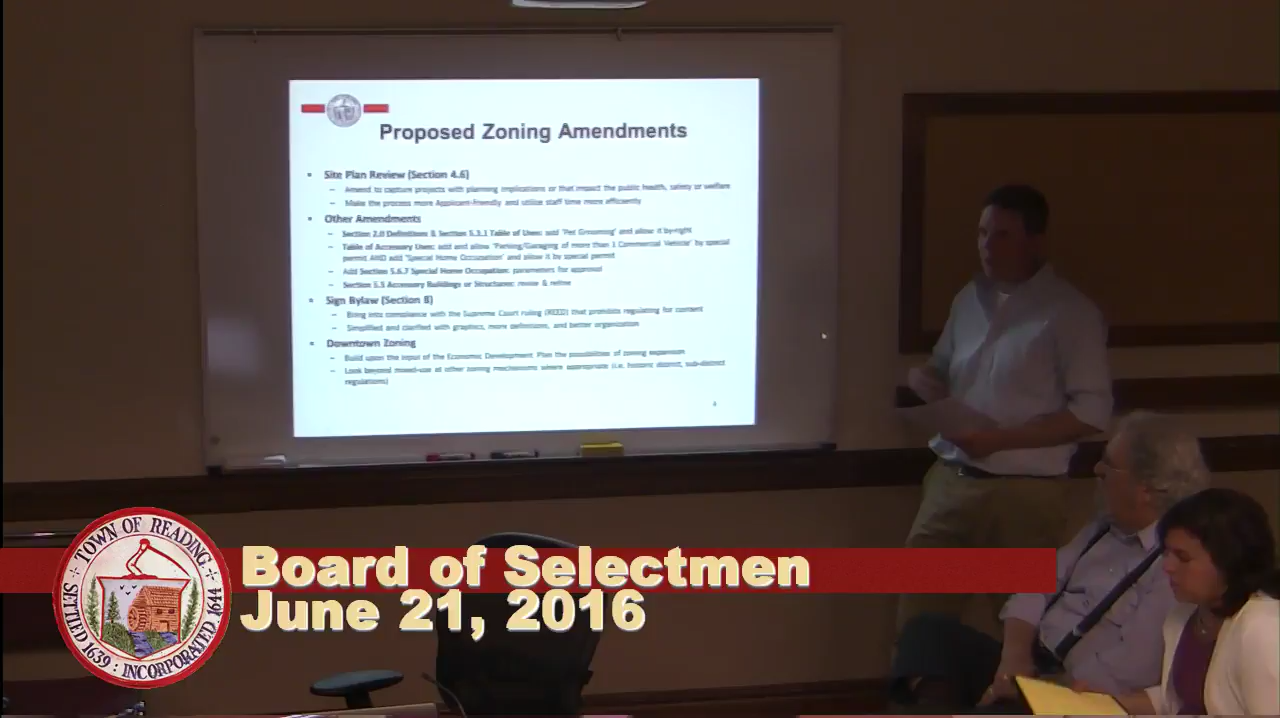 Proposed Zoning Amendments
• Site Plan Review (Section 4.6)
– Amend to capture projects with planning implications or that impact the public health, safety or welfare
– Make the process more Applicant-Friendly and utilize staff time more efficiently
• Other Amendments
– Section 2.0 Definitions & Section 5.3.1 Table of Uses: add 'Pet Grooming' and allow it by-right
– Table of Accessory Uses: add and allow 'Parking/Garaging of more than 1 Commercial Vehicle' by special
permit AND add 'Special Home Occupation' and allow it by special permit
– Add Section 5.6.7 Special Home Occupation: parameters for approval
– Section 5.5 Accessory Buildings or Structures: revise & refine
• Sign Bylaw (Section 8)
– Bring into compliance with the Supreme Court ruling (REED) that prohibits regulating for content
– Simplified and clarified with graphics, more definitions, and better organization
• Downtown Zoning
– Build upon the input of the Economic Development Plan the possibilities of zoning expansion
– Look beyond mixed-use at other zoning mechanisms where appropriate (i.e. historic district, sub-district
regulations)
TOWN OF READING
SETTLED 1639 : INCORPORATED 1644
Board of Selectmen
June 21, 2016